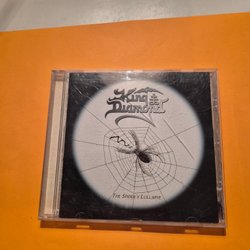 King
Diamond
The Spider's Lullabye